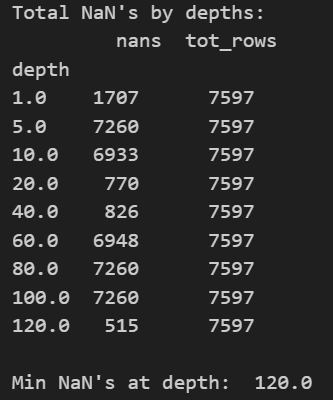 Total NaN's by depths:
nans tot_rows
depth
1.0 1707 7597
5.0 7260 7597
10.0 6933 7597
20.0 770 7597
40.0 826 7597
60.0 6948 7597
80.0 7260 7597
100.0 7260 7597
120.0 515 7597
Min NaN's at depth: 120.0